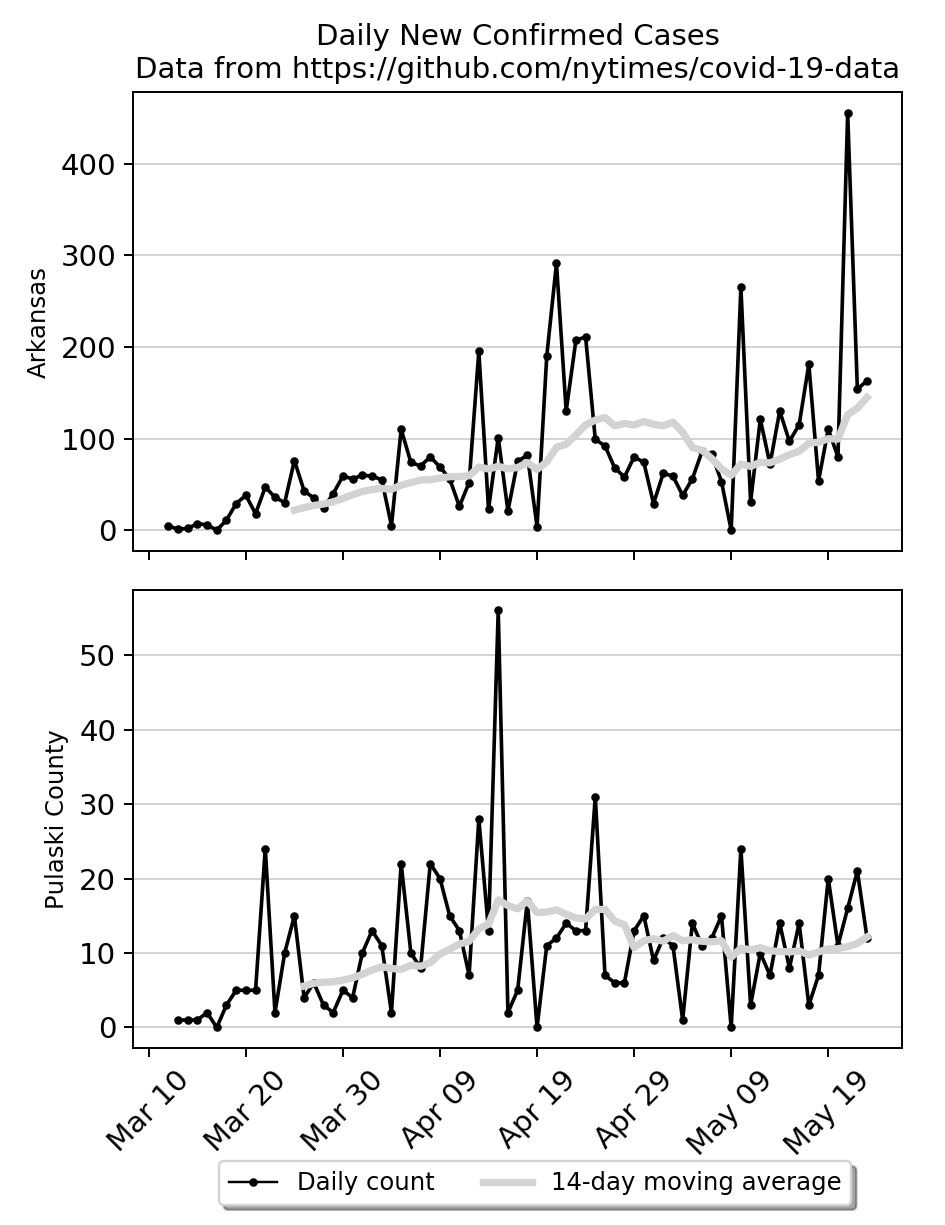 Daily New Confirmed Cases
Data from https://github.com/nytimes/covid-19-data
400
300
200
100
0
Arkansas
50
40
30
20
10
0
Pulaski County
Mar 10
Mar 20
Mar 30
Apr 09
Apr 19
Apr 29
May 09
May 19
Daily count
14-day moving average